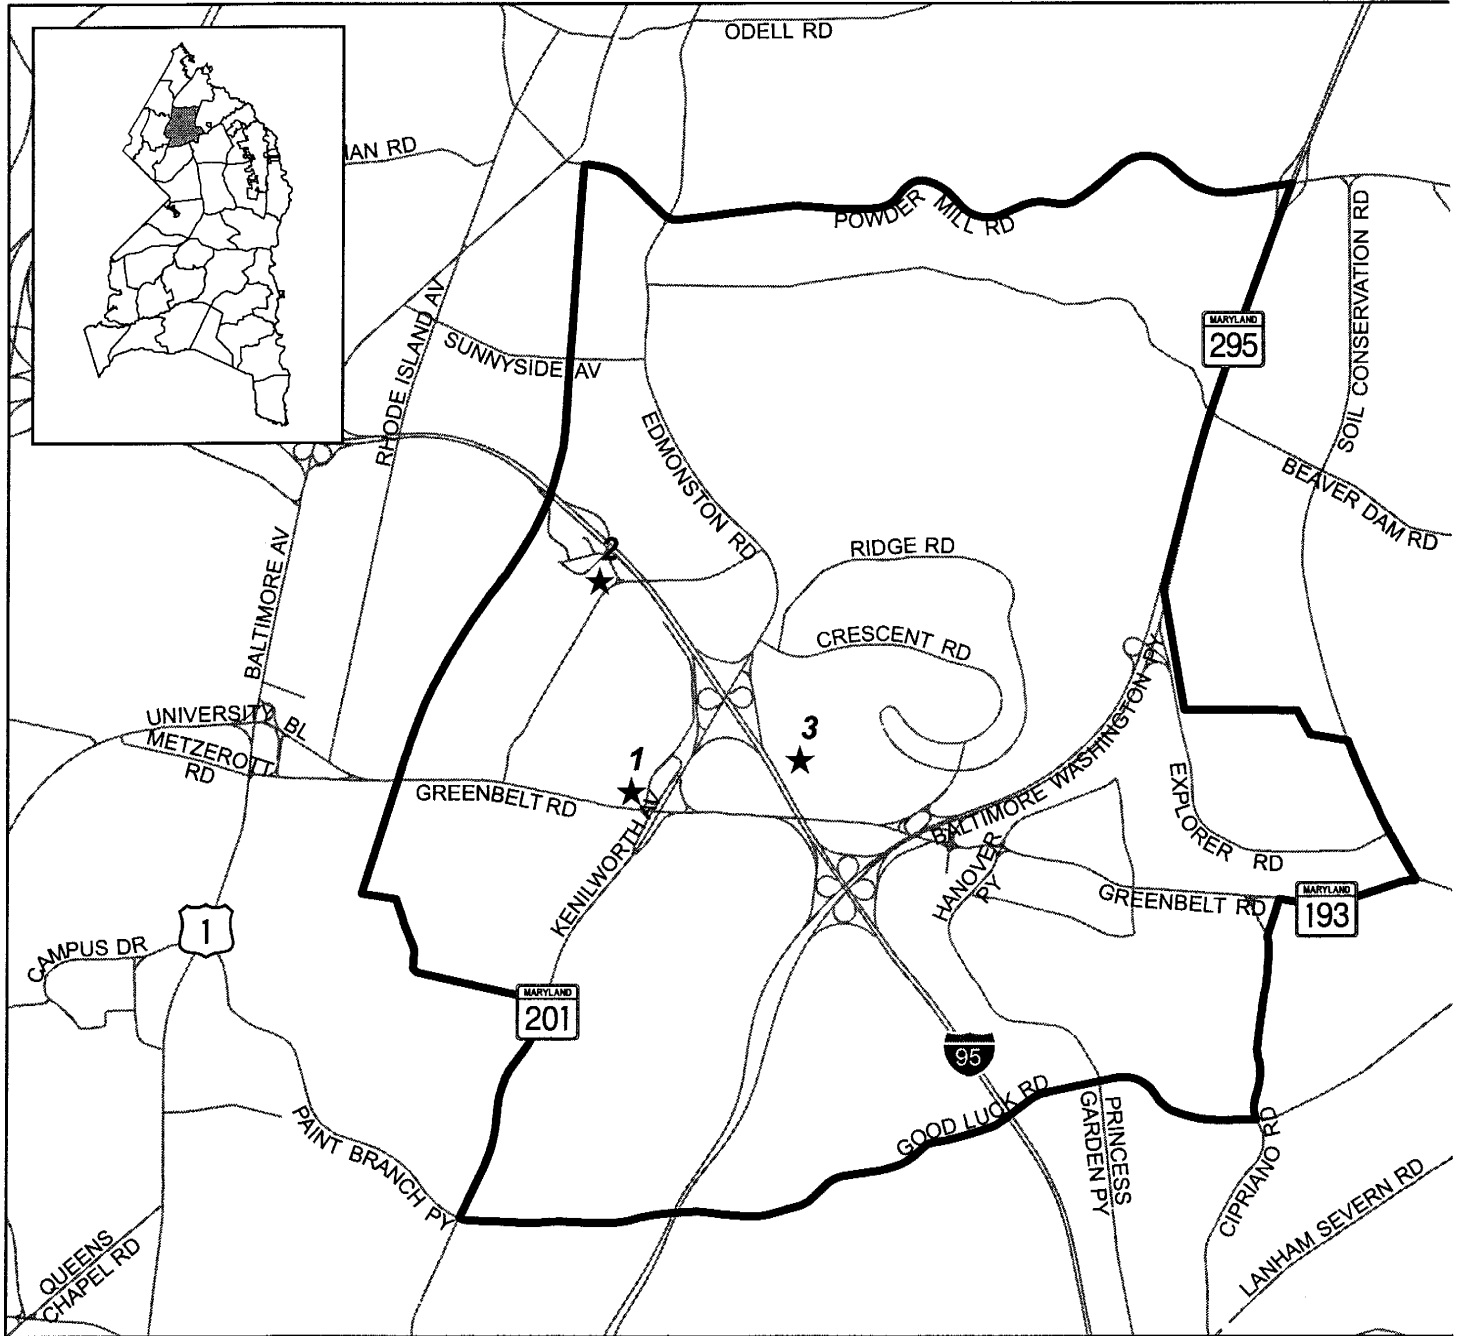 ODELL RD
IAN RD
POWDER MILL RD
SOIL CONSERVATION RD
RHODE ISLAND AV
SUNNYSIDE AV
MARYLAND
295
EDMONSTON RD
BEAVER DAM RD
BALTIMORE AV
2
RIDGE RD
CRESCENT RD
UNIVERSITY BL
METZEROTT
RD
3
1
GREENBELT RD
BALTIMORE WASHINGTON PY
EXPLORER RD
KENILWORTH AV
HANOVER
PY
GREENBELT RD
MARYLAND
193
1
CAMPUS DR
MARYLAND
201
95
GOOD LUCK RD
PRINCESS
GARDEN PY
PAINT BRANCH PY
CIPRIANO RD
LANHAM SEVERN RD
QUEENS
CHAPEL RD